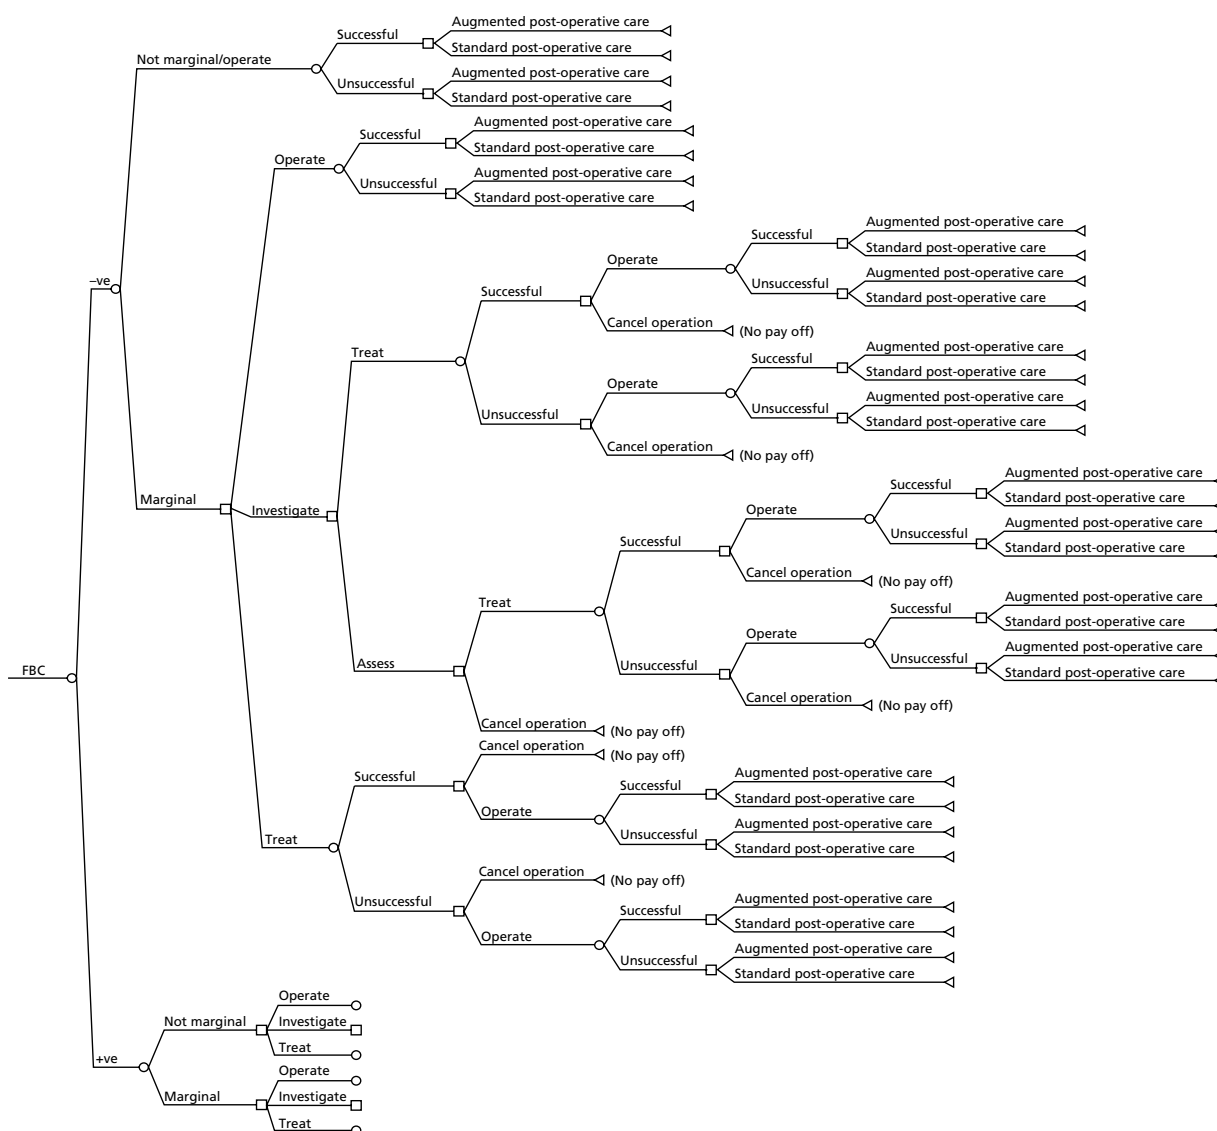 Augmented post-operative care
Successful
Standard post-operative care
Not marginal/operate
Augmented post-operative care
Unsuccessful
Standard post-operative care
Augmented post-operative care
Successful
Standard post-operative care
Operate
Augmented post-operative care
Unsuccessful
Standard post-operative care
Augmented post-operative care
Successful
Standard post-operative care
Operate
Augmented post-operative care
–ve
Unsuccessful
Successful
Standard post-operative care
Cancel operation (No pay off)
Treat
Augmented post-operative care
Successful
Standard post-operative care
Operate
Augmented post-operative care
Unsuccessful
Unsuccessful
Standard post-operative care
Cancel operation (No pay off)
Augmented post-operative care
Successful
Standard post-operative care
Marginal
Investigate
Operate
Augmented post-operative care
Unsuccessful
Successful
Standard post-operative care
Cancel operation (No pay off)
Treat
Augmented post-operative care
Successful
Standard post-operative care
Operate
Augmented post-operative care
Unsuccessful
Assess
Unsuccessful
Standard post-operative care
FBC
Cancel operation (No pay off)
Cancel operation (No pay off)
Cancel operation (No pay off)
Successful
Augmented post-operative care
Successful
Standard post-operative care
Operate
Augmented post-operative care
Unsuccessful
Treat
Standard post-operative care
Cancel operation (No pay off)
Unsuccessful
Augmented post-operative care
Successful
Standard post-operative care
Operate
Augmented post-operative care
Unsuccessful
Standard post-operative care
Operate
Not marginal
Investigate
Treat
+ve
Operate
Marginal
Investigate
Treat